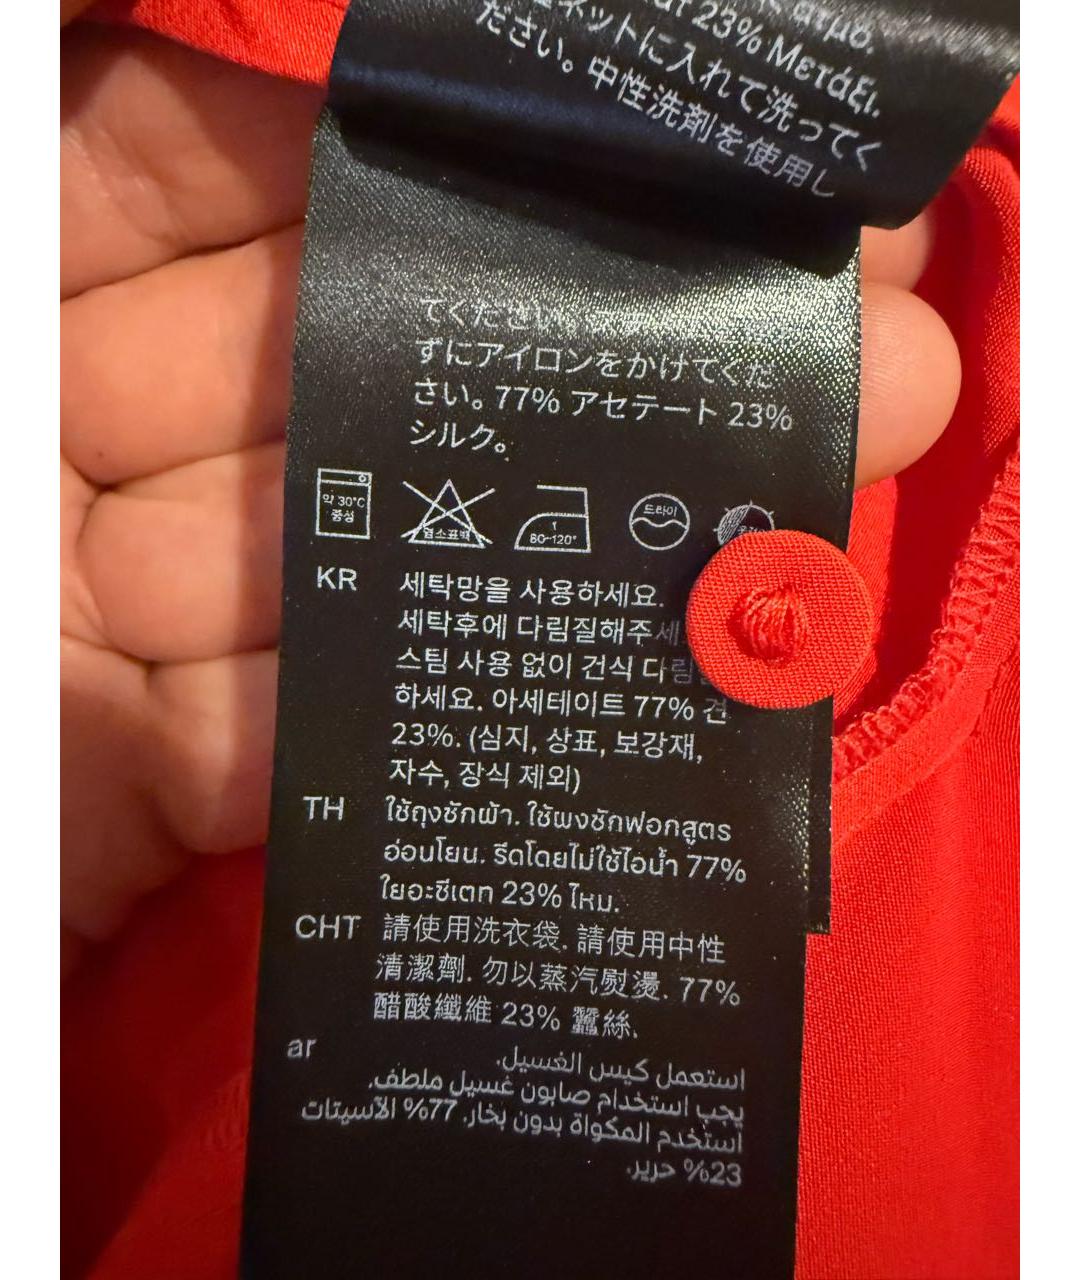 23% Μετάξι.
ネットに入れて洗ってく
ださい。中性洗剤を使用し
てください。
ずにアイロンをかけてくだ
さい。77% アセテート 23%
シルク。
약 30°C
중성
염소표백
1
80~120°
드라이
KR
세탁망을 사용하세요.
세탁후에 다림질해주세
스팀 사용 없이 건식 다림
하세요. 아세테이트 77% 견
23%. (심지, 상표, 보강재,
자수, 장식 제외)
TH
ใช้ถุงซักผ้า. ใช้ผงซักฟอกสูตร
อ่อนโยน. รีดโดยไม่ใช้ไอน้ำ 77%
ใยอะซีเตท 23% ไหม.
CHT
請使用洗衣袋. 請使用中性
清潔劑. 勿以蒸汽熨燙. 77%
醋酸纖維 23% 蠶絲.
ar
استعمل كيس الغسيل.
يجب استخدام صابون غسيل ملطف.
استخدم المكواة بدون بخار. 77% الآسيتات
23% حرير.